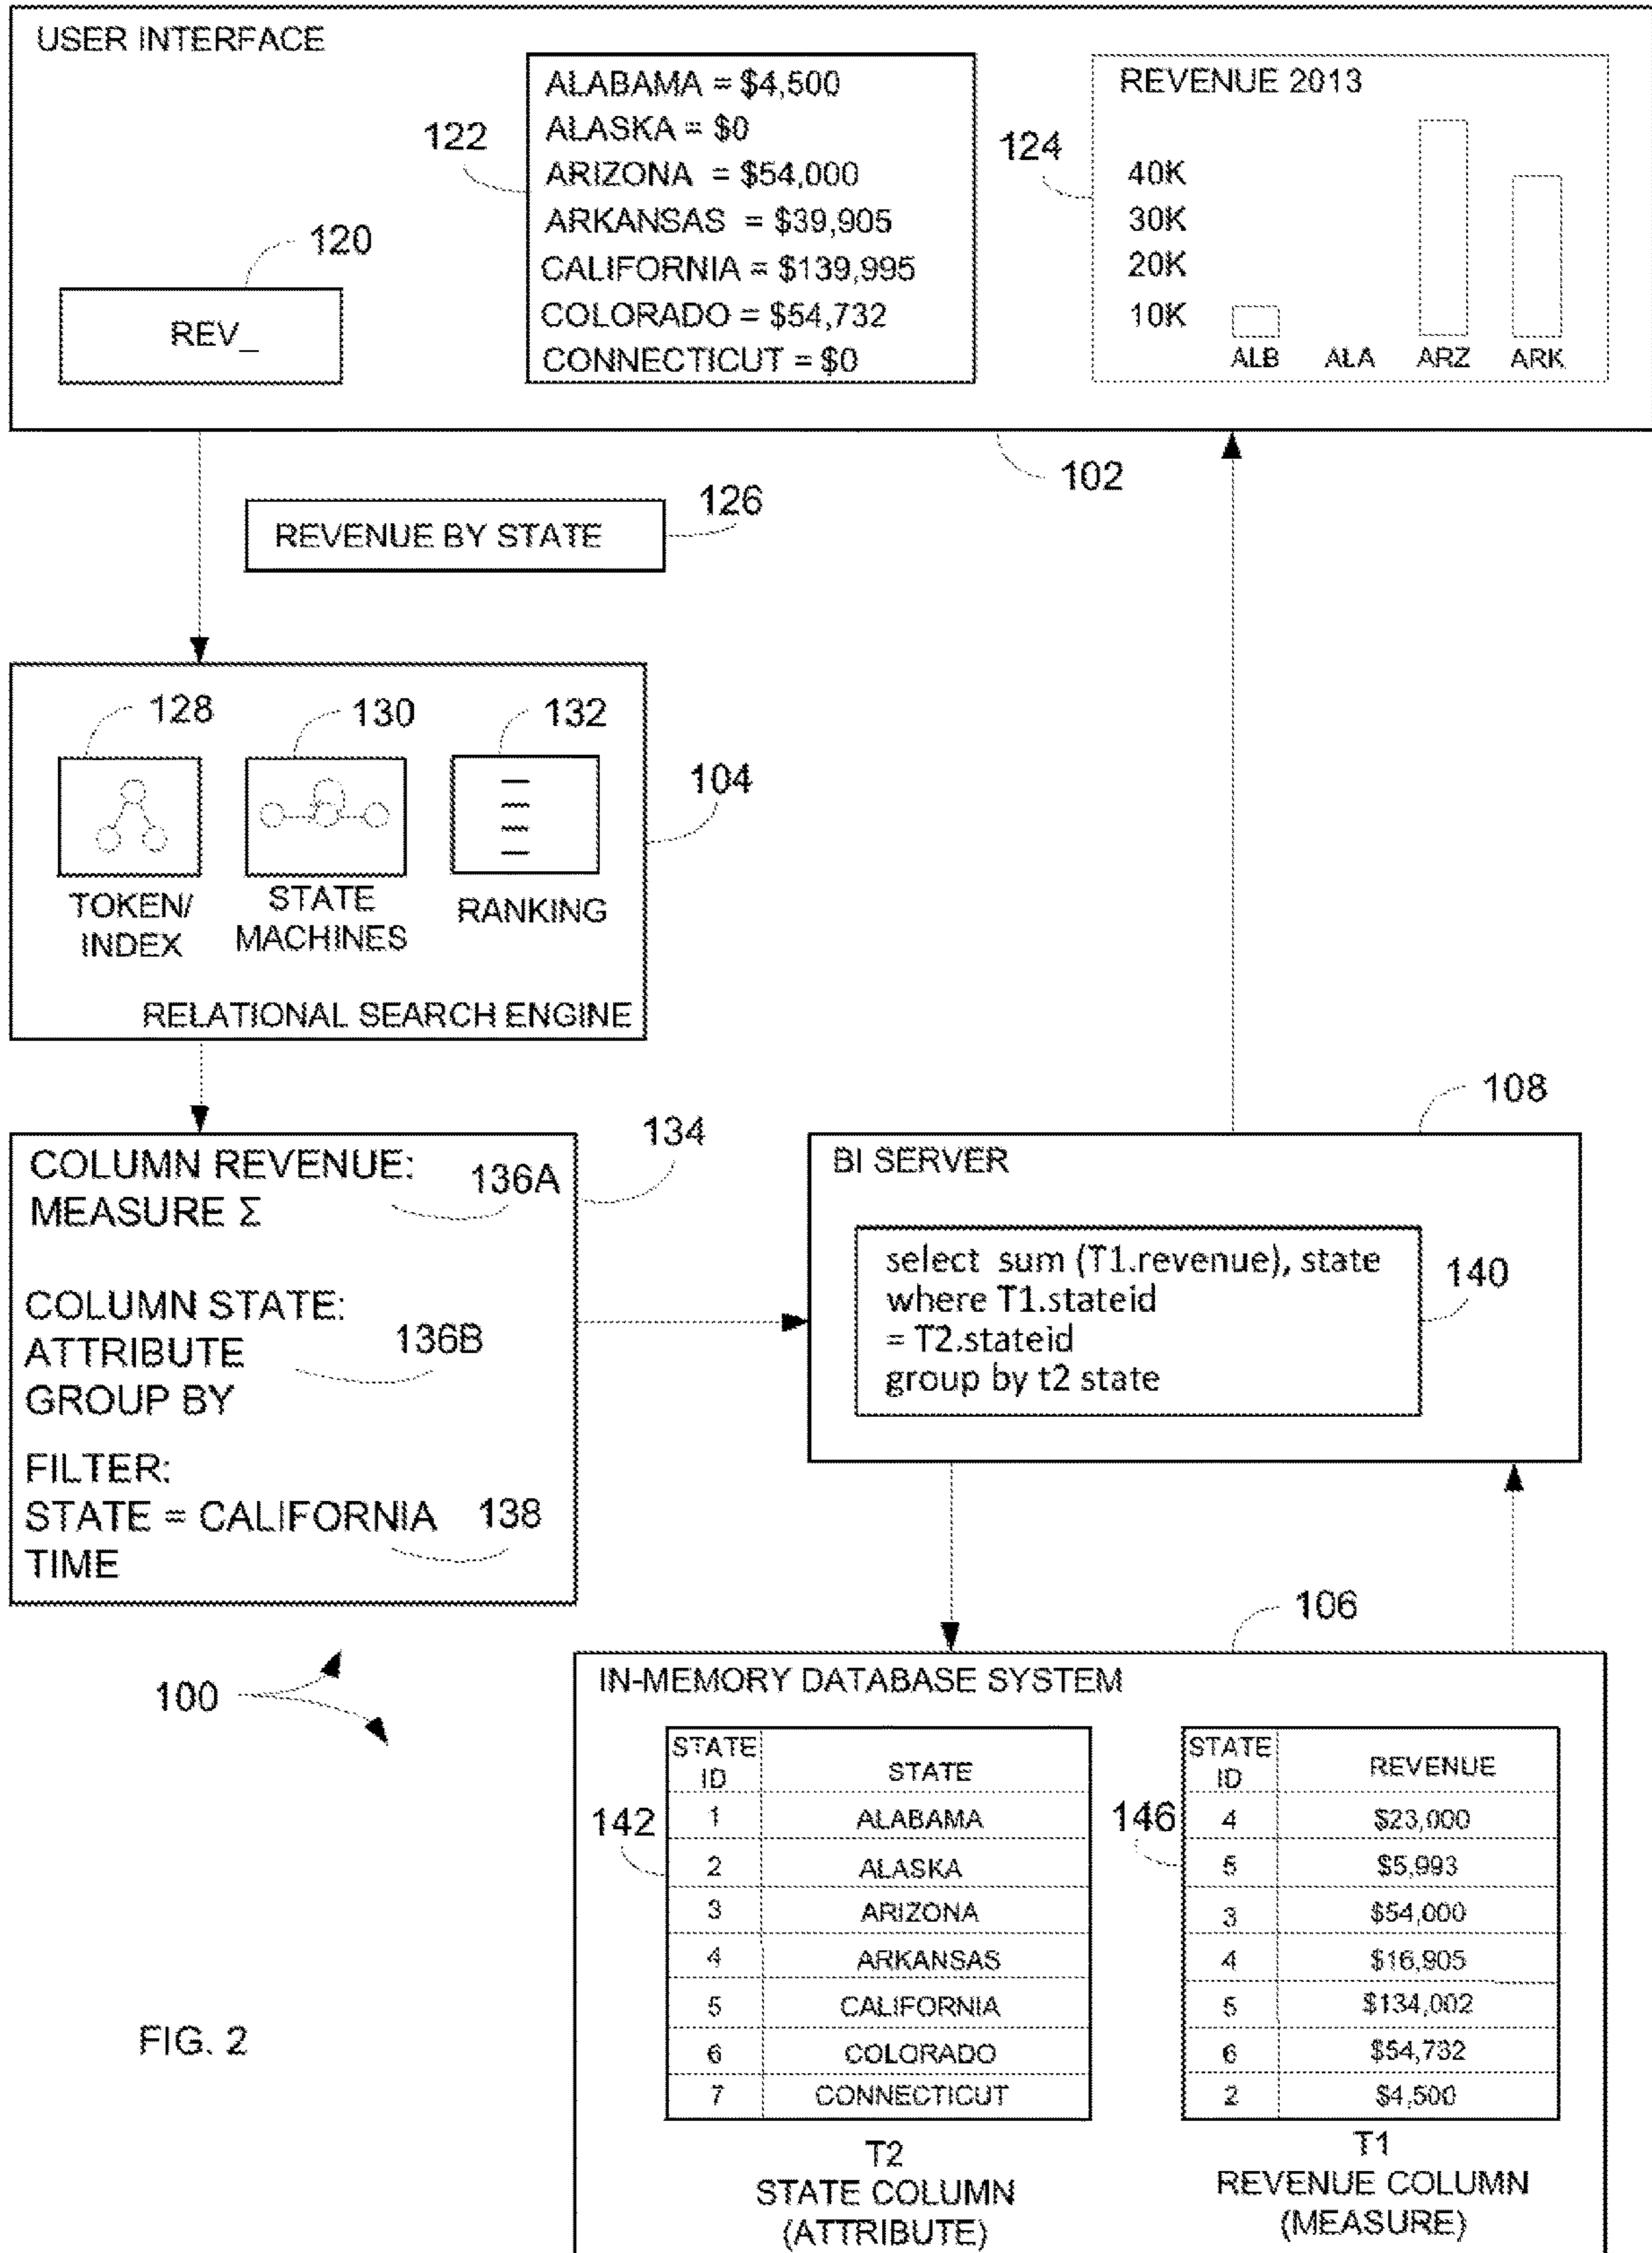 USER INTERFACE
120
REV_
122
ALABAMA = $4,500
ALASKA = $0
ARIZONA = $54,000
ARKANSAS = $39,905
CALIFORNIA = $139,995
COLORADO = $54,732
CONNECTICUT = $0
124
REVENUE 2013
40K
30K
20K
10K
ALB ALA ARZ ARK
102
REVENUE BY STATE
126
128
130
132
104
TOKEN/
INDEX
STATE
MACHINES
RANKING
RELATIONAL SEARCH ENGINE
134
COLUMN REVENUE:
MEASURE Σ
136A
COLUMN STATE:
ATTRIBUTE
GROUP BY
136B
FILTER:
STATE = CALIFORNIA
TIME
138
108
BI SERVER
select sum (T1.revenue), state
where T1.stateid
= T2.stateid
group by t2 state
140
100
106
IN-MEMORY DATABASE SYSTEM
142
STATE ID STATE
1 ALABAMA
2 ALASKA
3 ARIZONA
4 ARKANSAS
5 CALIFORNIA
6 COLORADO
7 CONNECTICUT
T2
STATE COLUMN
(ATTRIBUTE)
146
STATE ID REVENUE
4 $23,000
5 $5,993
3 $54,000
4 $16,905
5 $134,002
6 $54,732
2 $4,500
T1
REVENUE COLUMN
(MEASURE)
FIG. 2